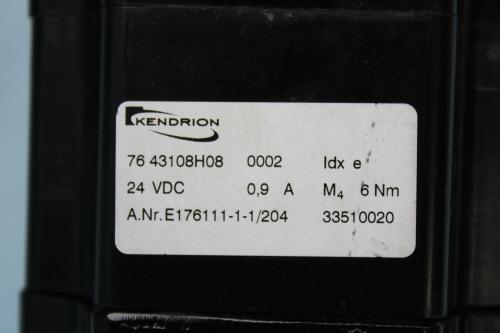 KENDRION
76 43108H08 0002 Idx e
24 VDC 0,9 A M₄ 6 Nm
A.Nr.E176111-1-1/204 33510020